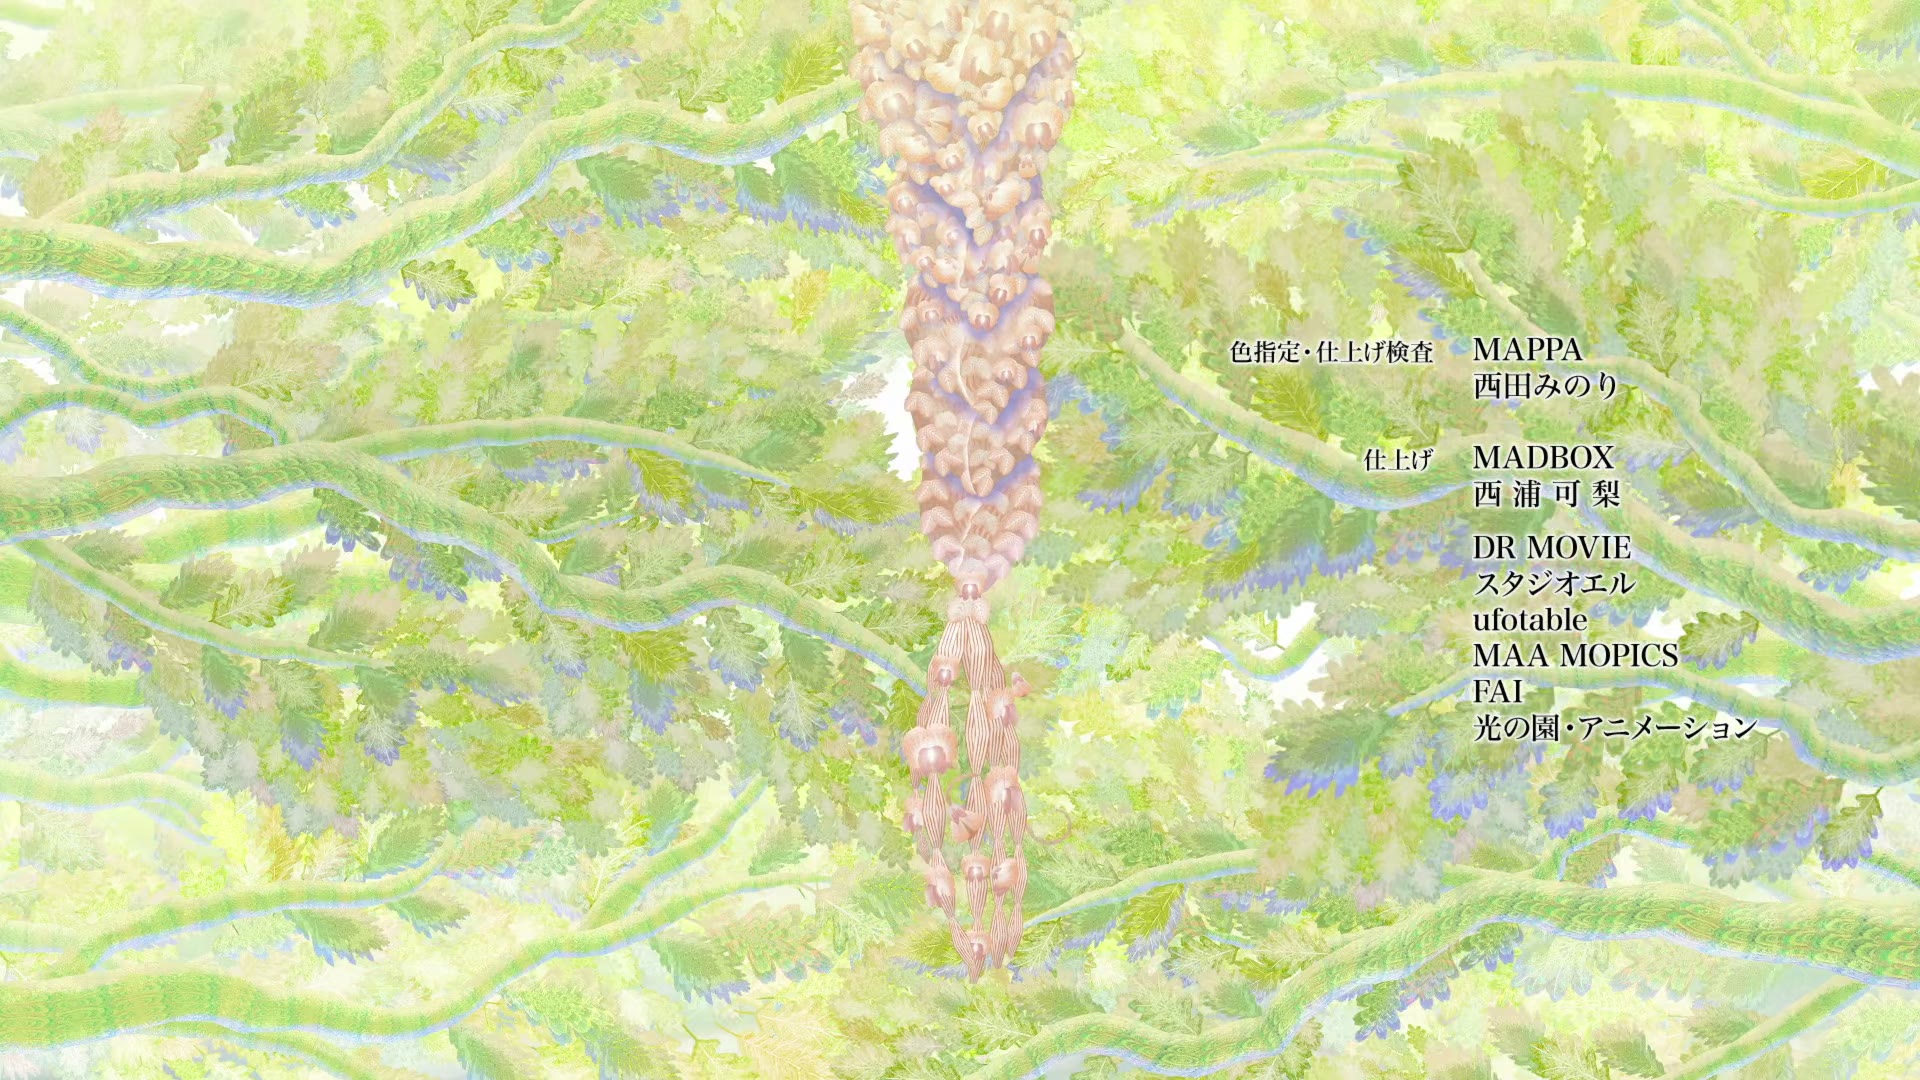 色指定・仕上げ検査 MAPPA
西田みのり
仕上げ MADBOX
西浦可梨
DR MOVIE
スタジオエル
ufotable
MAA MOPICS
FAI
光の園・アニメーション